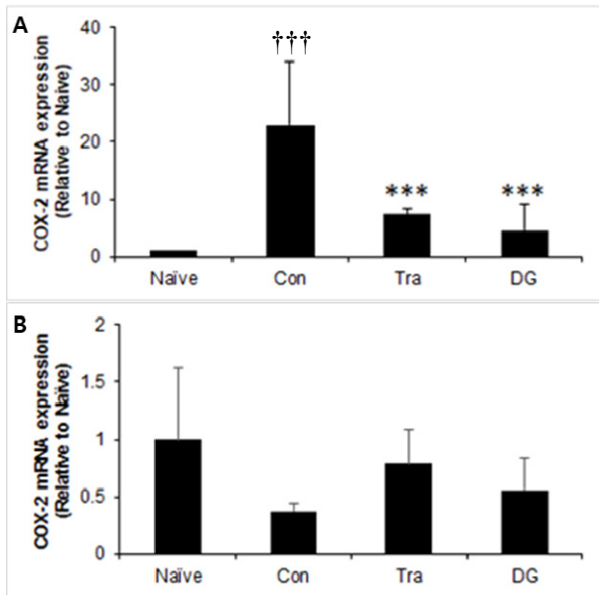 A
COX-2 mRNA expression
(Relative to Naive)
40
30
20
10
0
†††
***
***
Naïve Con Tra DG
B
COX-2 mRNA expression
(Relative to Naïve)
2
1.5
1
0.5
0
Naïve Con Tra DG